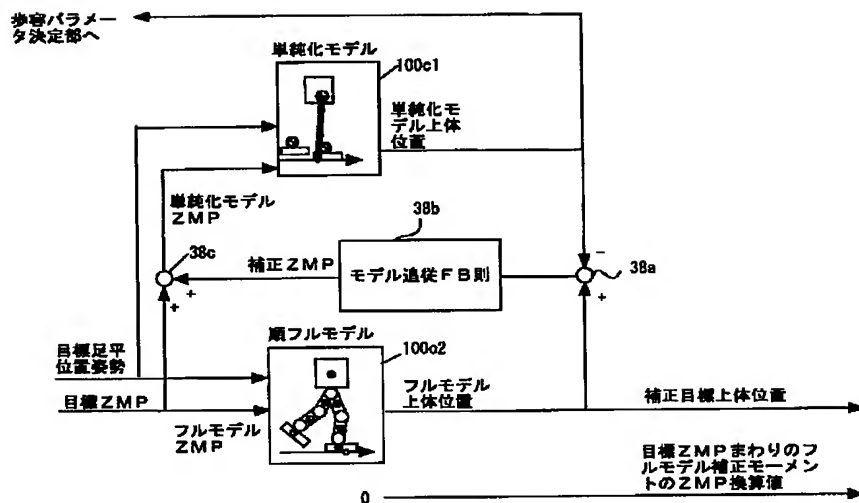 歩容パラメー
タ決定部へ
単純化モデル
100c1
単純化モ
デル上体
位置
単純化モデル
ZMP
38b
38c
補正ZMP
モデル追従FB則
-
38a
+
+
+
順フルモデル
目標足平
位置姿勢
100c2
フルモデル
上体位置
補正目標上体位置
目標ZMP
フルモデル
ZMP
目標ZMPまわりのフ
ルモデル補正モーメン
トのZMP換算値
0